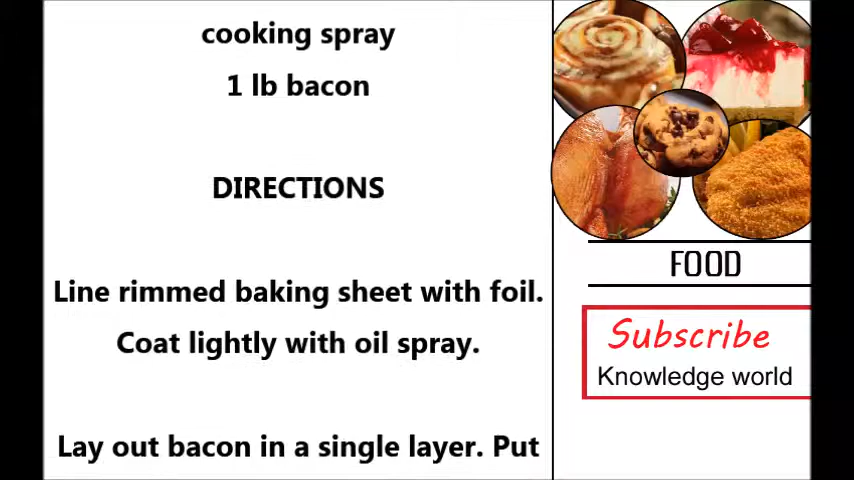 cooking spray
1 lb bacon
DIRECTIONS
Line rimmed baking sheet with foil.
Coat lightly with oil spray.
Lay out bacon in a single layer. Put
FOOD
Subscribe
Knowledge world